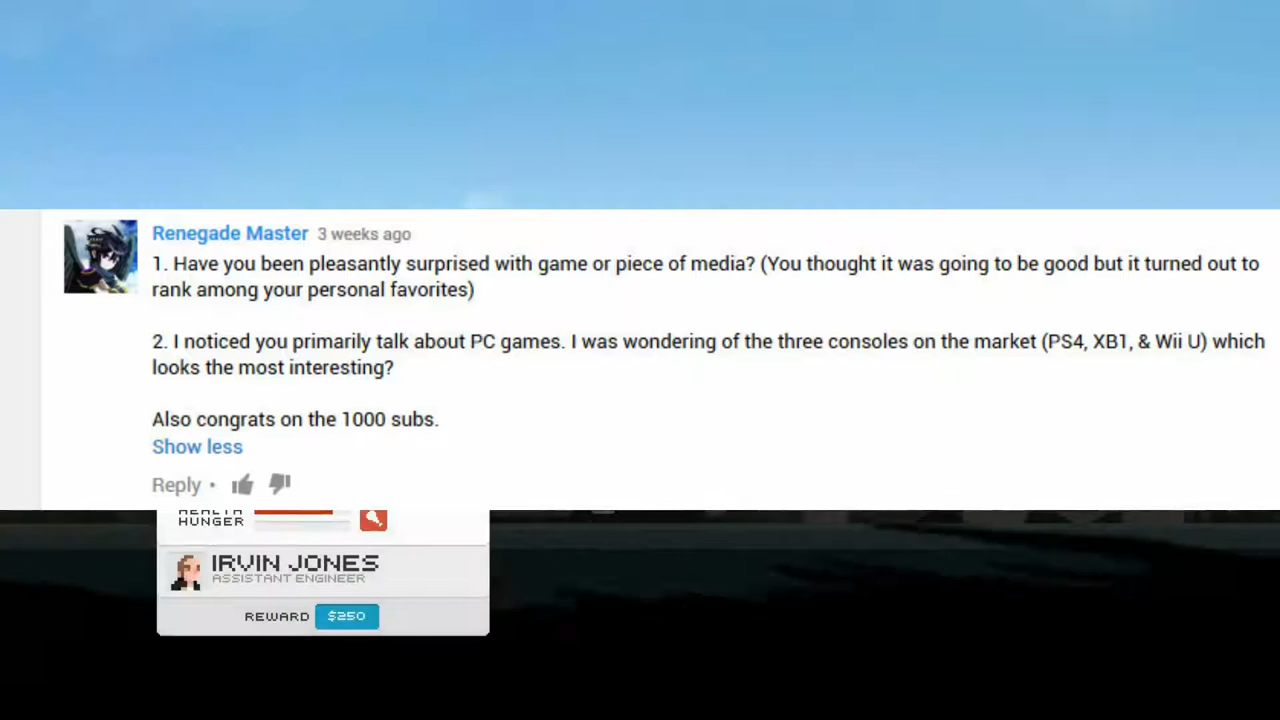 Renegade Master 3 weeks ago
1. Have you been pleasantly surprised with game or piece of media? (You thought it was going to be good but it turned out to
rank among your personal favorites)
2. I noticed you primarily talk about PC games. I was wondering of the three consoles on the market (PS4, XB1, & Wii U) which
looks the most interesting?
Also congrats on the 1000 subs.
Show less
Reply •
HEALTH
HUNGER
IRVIN JONES
ASSISTANT ENGINEER
REWARD $250